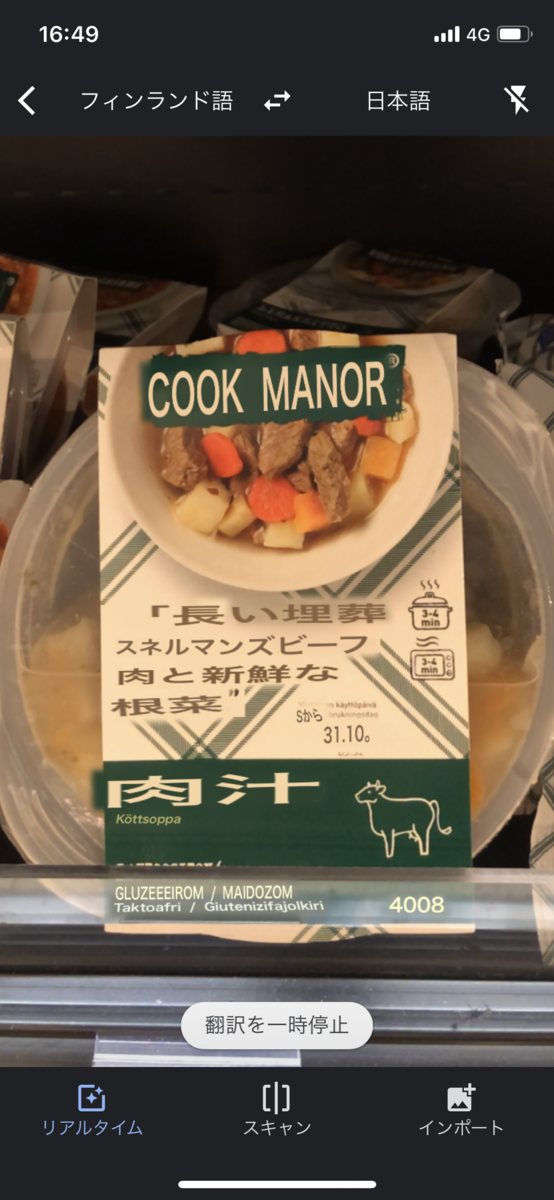 16:49
4G
フィンランド語
日本語
COOK MANOR®
「長い埋葬
スネルマンズビーフ
肉と新鮮な
根菜”
3-4
min
3-4
min
käyttöpäivä
Sから
31.10。
肉汁
Köttsoppa
GLUZEEEIROM / MAIDOZOM
Taktoafri / Giutenizifajolkiri
4008
翻訳を一時停止
リアルタイム
スキャン
インポート